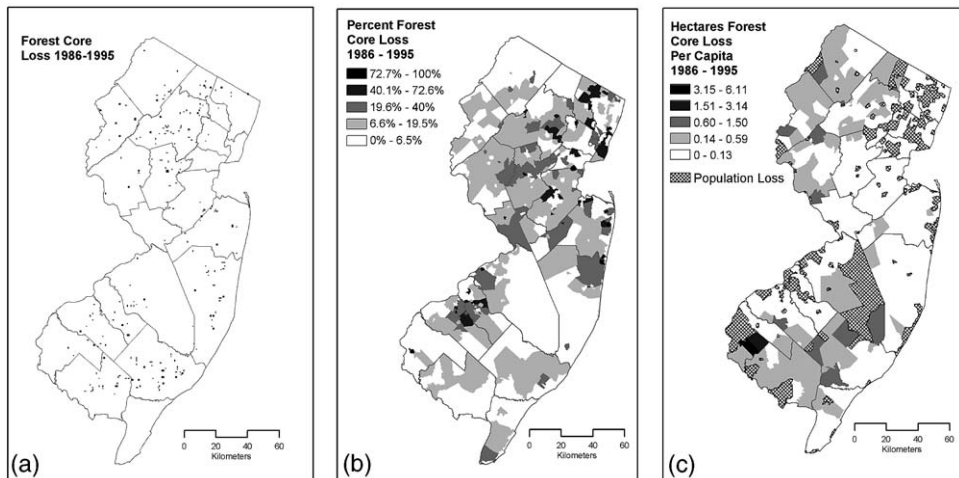 Forest Core
Loss 1986-1995
0 20 40 60
Kilometers
(a)
Percent Forest
Core Loss
1986 - 1995
72.7% - 100%
40.1% - 72.6%
19.6% - 40%
6.6% - 19.5%
0% - 6.5%
0 20 40 60
Kilometers
(b)
Hectares Forest
Core Loss
Per Capita
1986 - 1995
3.15 - 6.11
1.51 - 3.14
0.60 - 1.50
0.14 - 0.59
0 - 0.13
Population Loss
0 20 40 60
Kilometers
(c)